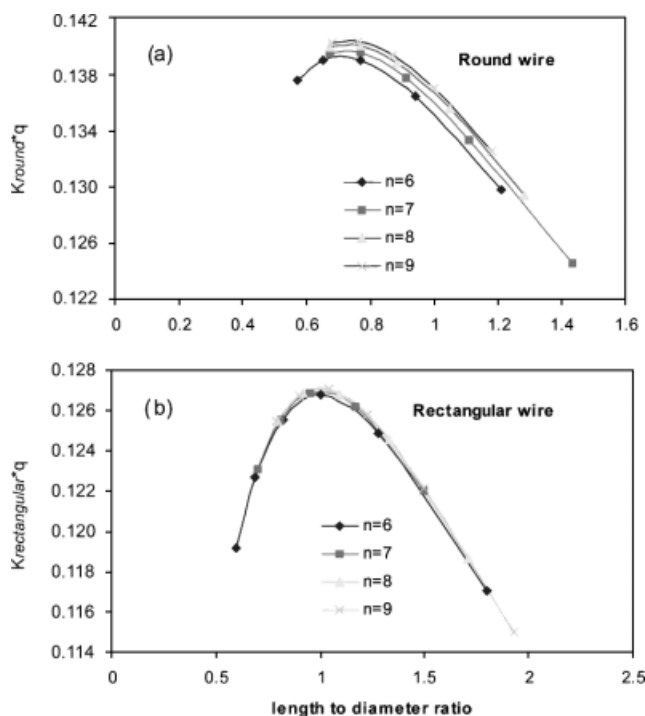 0.142
(a)
Round wire
0.138
0.134
Kround*q
n=6
0.130
n=7
n=8
0.126
n=9
0.122
0 0.2 0.4 0.6 0.8 1 1.2 1.4 1.6
0.128
(b)
Rectangular wire
0.126
0.124
0.122
Krectangular*q
n=6
0.120
n=7
0.118
n=8
0.116
n=9
0.114
0 0.5 1 1.5 2 2.5
length to diameter ratio